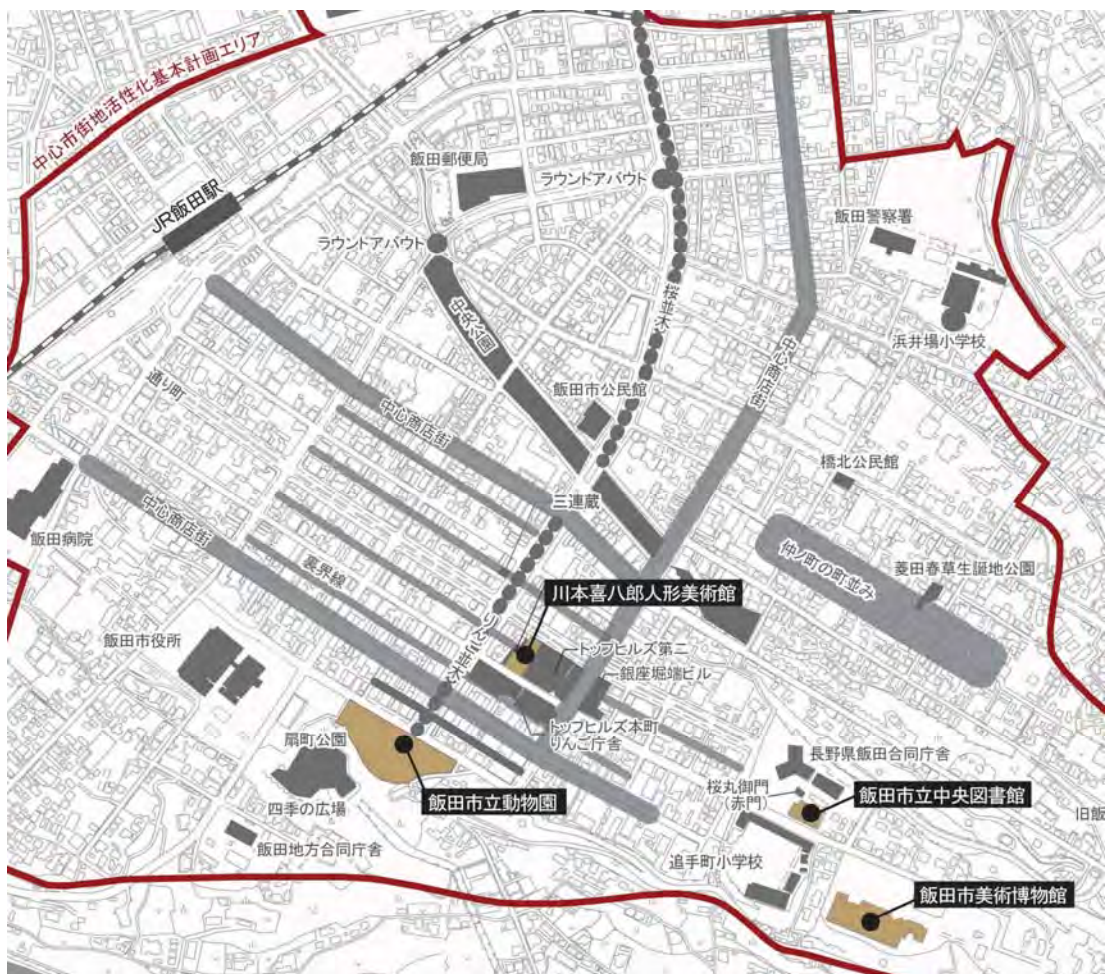 中心市街地活性化基本計画エリア
JR飯田駅
飯田郵便局
ラウンドアバウト
ラウンドアバウト
飯田警察署
浜井場小学校
中央公園
桜並木
中心商店街
飯田市公民館
通り町
中心商店街
橋北公民館
三連蔵
飯田病院
中心商店街
裏界線
仲ノ町の町並み
菱田春草生誕地公園
川本喜八郎人形美術館
りんご並木
トップヒルズ第二
銀座堀端ビル
飯田市役所
トップヒルズ本町
りんご庁舎
扇町公園
長野県飯田合同庁舎
桜丸御門
(赤門)
飯田市立動物園
飯田市立中央図書館
四季の広場
旧飯
飯田地方合同庁舎
追手町小学校
飯田市美術博物館